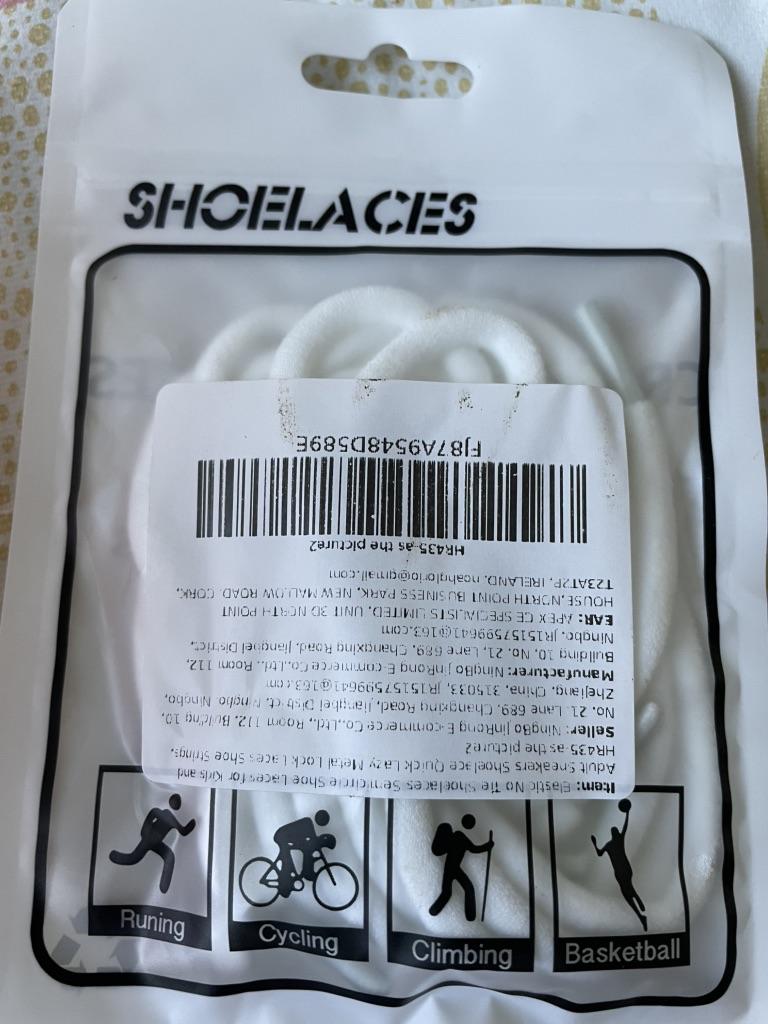 SHOELACES
Item: Elastic No Tie Shoelaces Semicircle Shoe Laces for Kids and
Adult Sneakers Shoelace Quick Lazy Metal Lock Laces Shoe Strings,
HR435 as the picture2
Seller: NingBo JinRong E-commerce Co.,Ltd., Room 112, Building 10,
No. 21, Lane 689, Changxing Road, Jiangbei District, Ningbo,
Zhejiang, China, 315033, JR15157599641@163.com
Manufacturer: NingBo JinRong E-commerce Co.,Ltd., Room 112,
Building 10, No. 21, Lane 689, Changxing Road, Jiangbei District,
Ningbo, JR15157599641@163.com
EAR: APEX CE SPECIALISTS LIMITED, UNIT 3D NORTH POINT
HOUSE,NORTH POINT BUSINESS PARK, NEW MALLOW ROAD, CORK,
T23AT2P, IRELAND, noahglorio@gmail.com
HR435-as the picture2
FJ87A9548D589E
Runing
Cycling
Climbing
Basketball